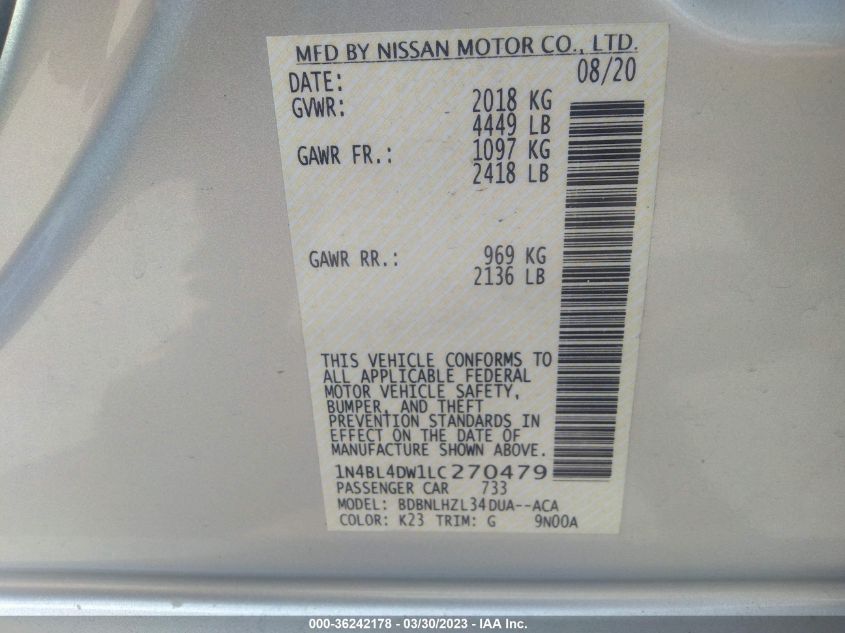 MFD BY NISSAN MOTOR CO., LTD.
DATE: 08/20
GVWR: 2018 KG
4449 LB
GAWR FR.: 1097 KG
2418 LB
GAWR RR.: 969 KG
2136 LB
THIS VEHICLE CONFORMS TO
ALL APPLICABLE FEDERAL
MOTOR VEHICLE SAFETY,
BUMPER, AND THEFT
PREVENTION STANDARDS IN
EFFECT ON THE DATE OF
MANUFACTURE SHOWN ABOVE.
1N4BL4DW1LC270479
PASSENGER CAR 733
MODEL: BDBNLHZL34DUA--ACA
COLOR: K23 TRIM: G 9N00A
000-36242178 - 03/30/2023 - IAA Inc.